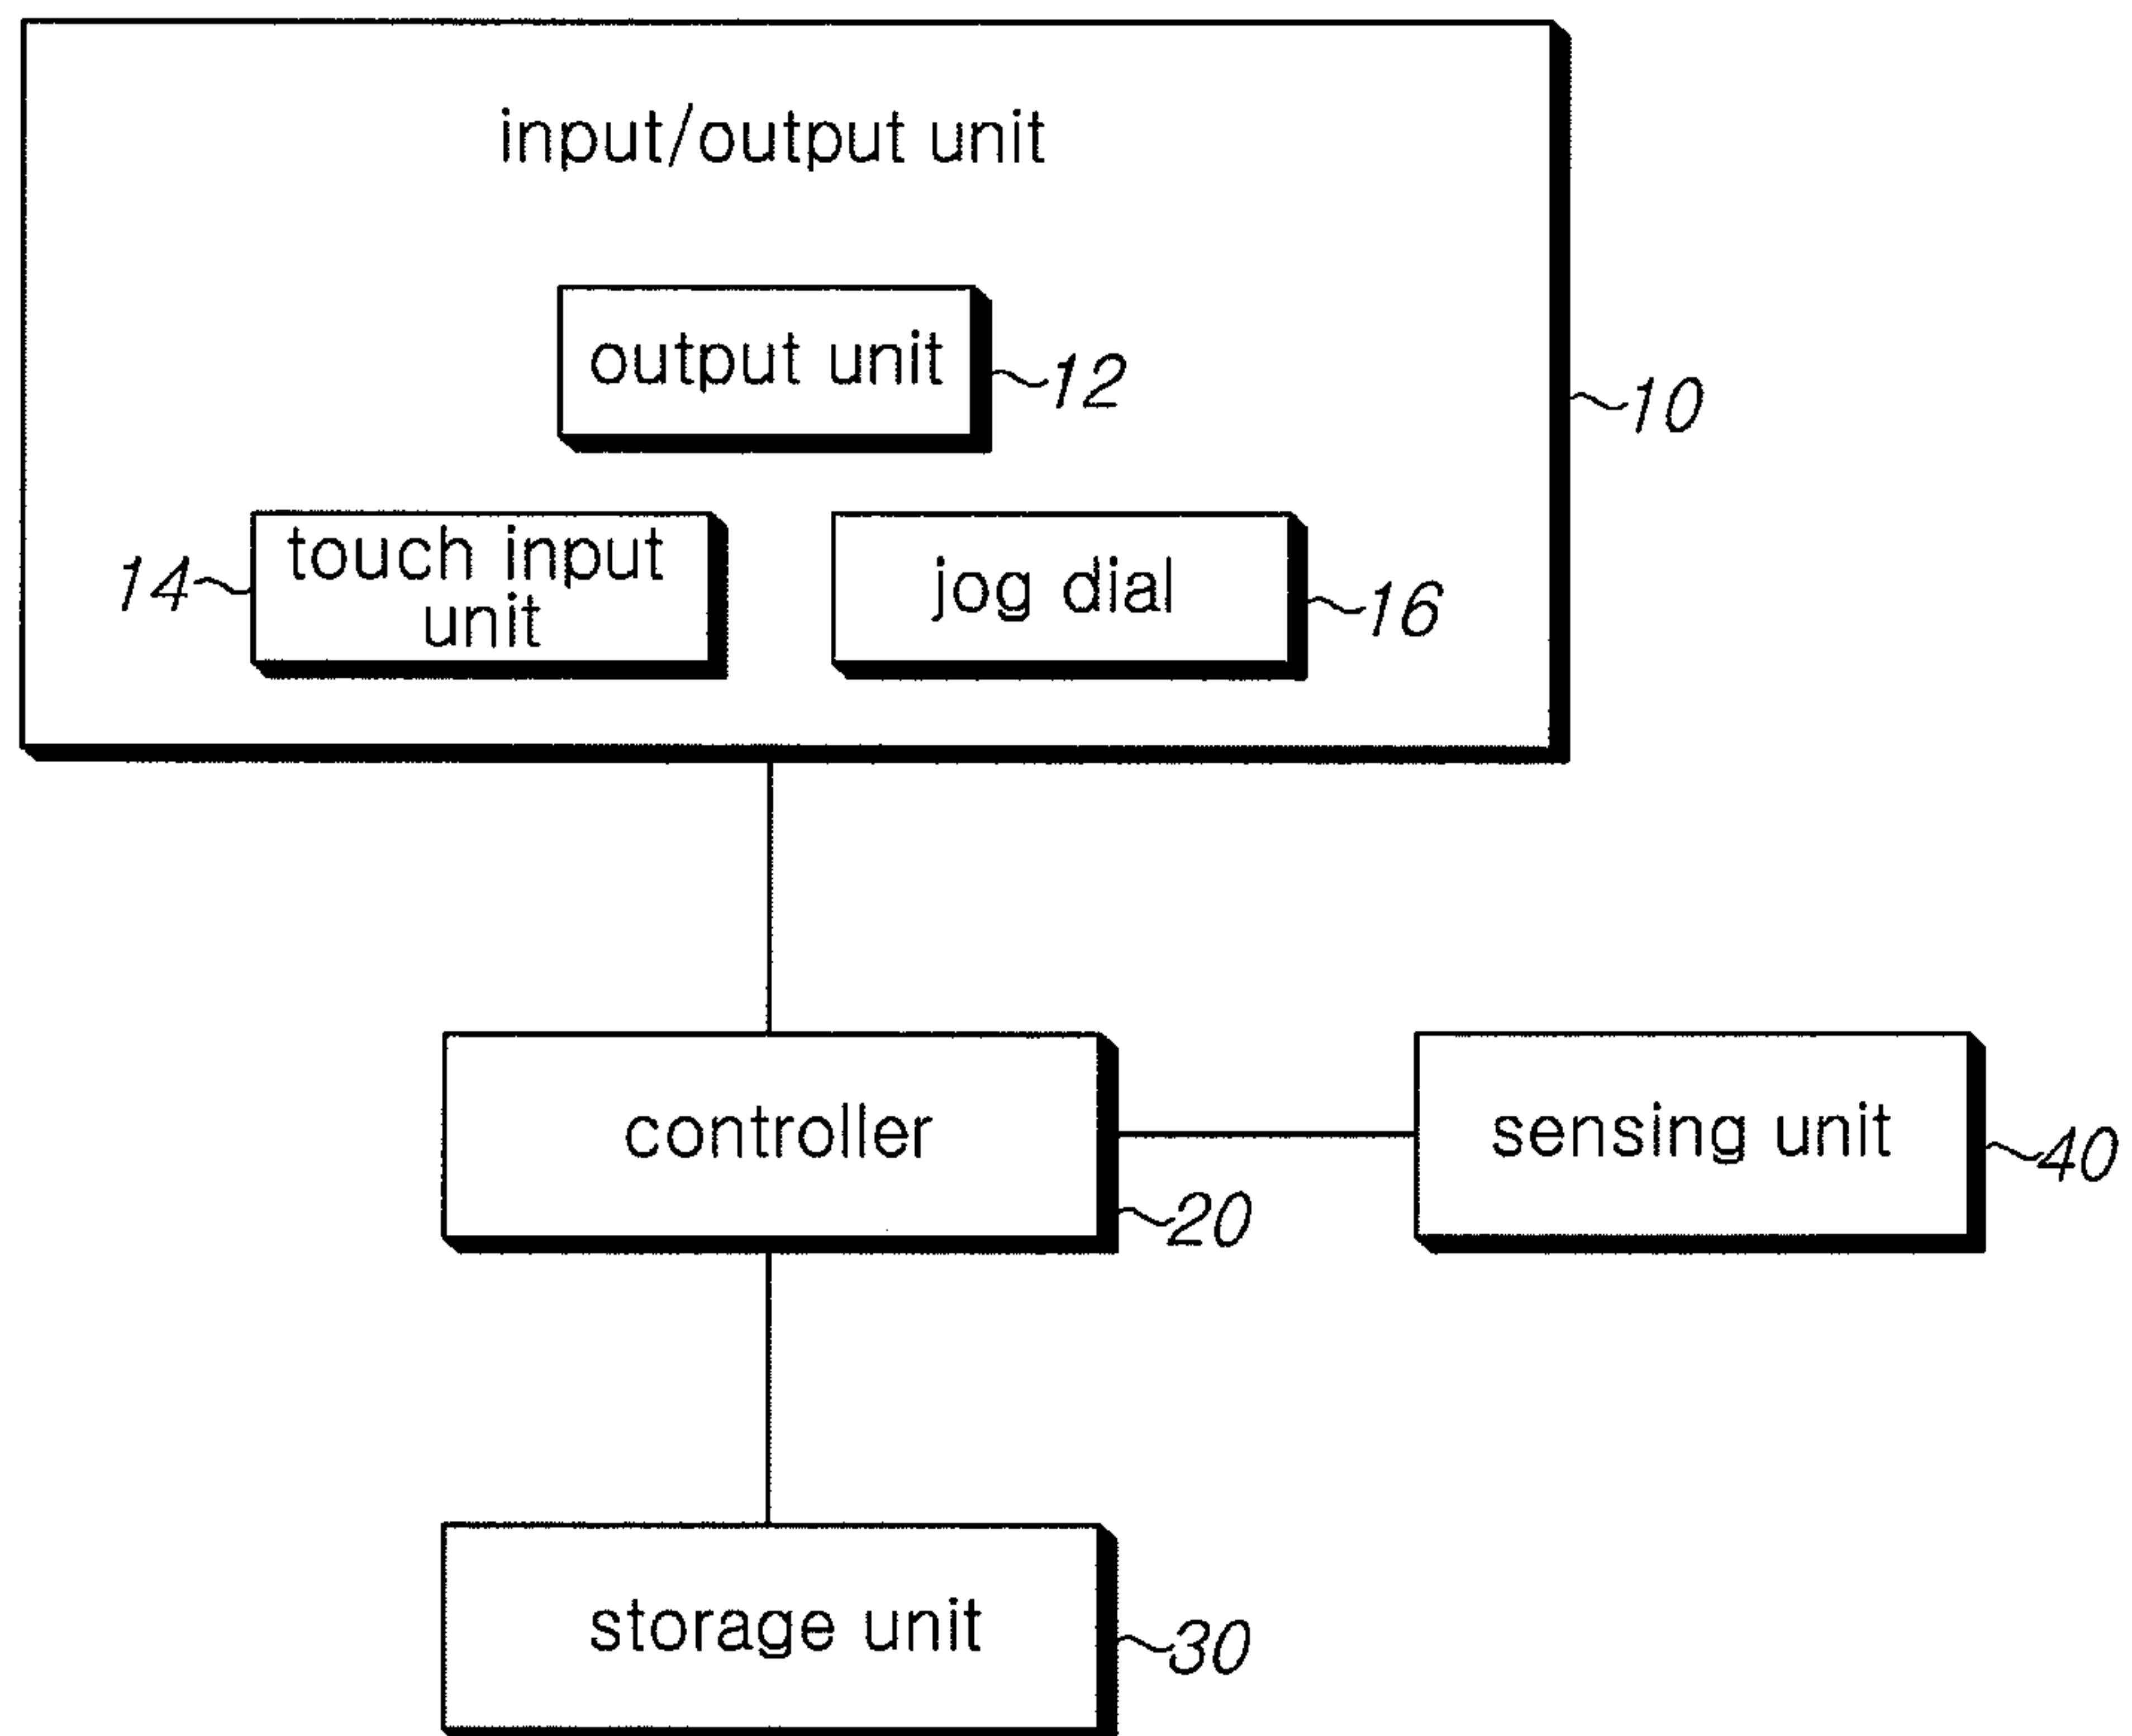 input/output unit
output unit
12
10
touch input
unit
14
jog dial
16
controller
20
sensing unit
40
storage unit
30